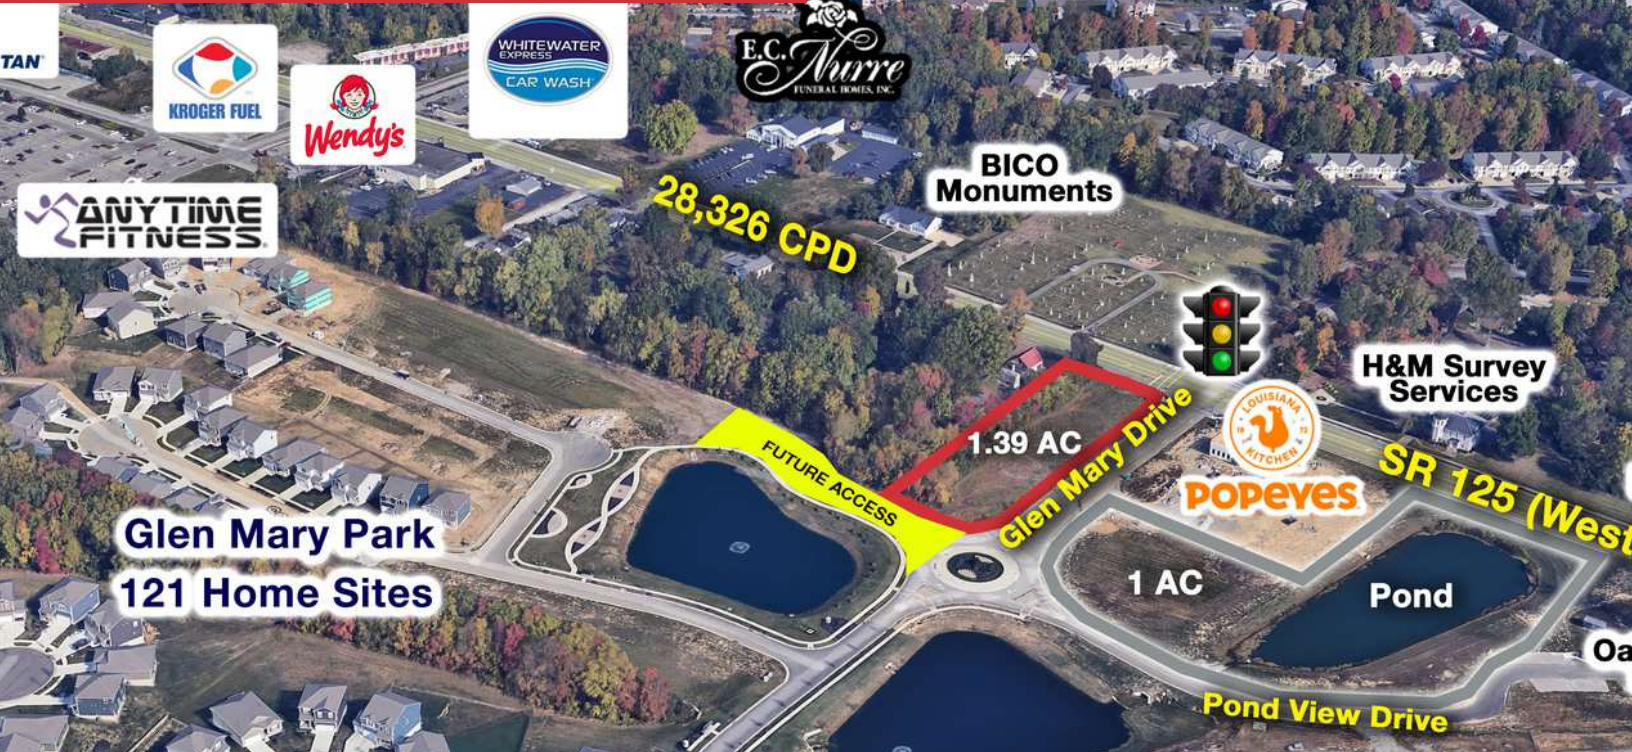 TAN
KROGER FUEL
Wendy's
WHITEWATER
EXPRESS
CAR WASH
E.C.
Nurre
FUNERAL HOMES, INC.
ANYTIME
FITNESS
28,326 CPD
BICO
Monuments
H&M Survey
Services
LOUISIANA
KITCHEN
POPEYES
SR 125 (West
1.39 AC
Glen Mary Drive
FUTURE ACCESS
Glen Mary Park
121 Home Sites
1 AC
Pond
Oa
Pond View Drive